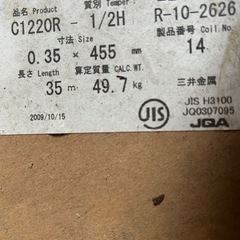 品名 Product 質別 Temper
C1220R - 1/2H R-10-2626
寸法 Size 製品番号 Coil. No
0.35 × 455 mm 14
長さ Length 算定質量 CALC. WT.
35 m 49.7 kg 三井金属
JIS JIS H3100
JQ0307095
2009/10/15 JQA